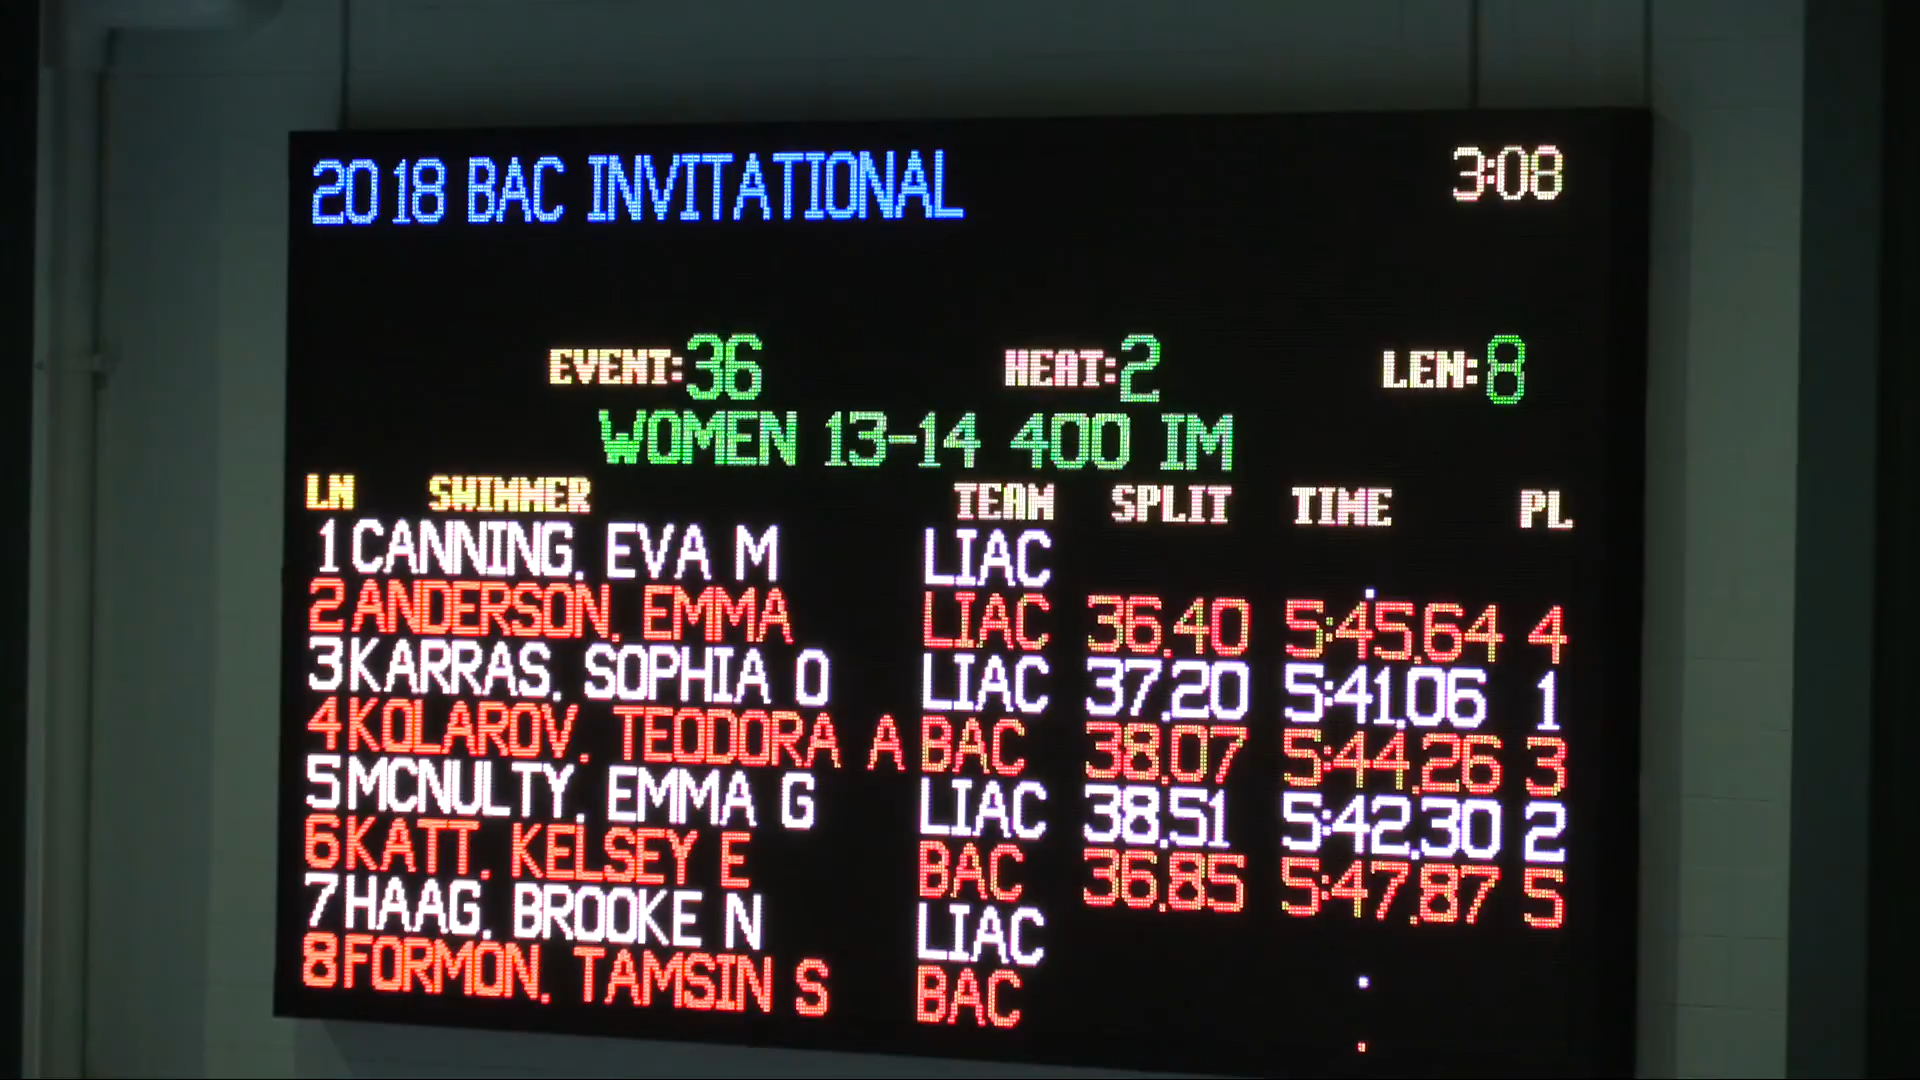 2018 BAC INVITATIONAL 3:08
EVENT:36 HEAT:2 LEN:8
WOMEN 13-14 400 IM
LN SWIMMER TEAM SPLIT TIME PL
1 CANNING, EVA M LIAC
2 ANDERSON, EMMA LIAC 36.40 5:45.64 4
3 KARRAS, SOPHIA O LIAC 37.20 5:41.06 1
4 KOLAROV, TEODORA A BAC 38.07 5:44.26 3
5 MCNULTY, EMMA G LIAC 38.51 5:42.30 2
6 KATT, KELSEY E BAC 36.85 5:47.87 5
7 HAAG, BROOKE N LIAC
8 FORMON, TAMSIN S BAC